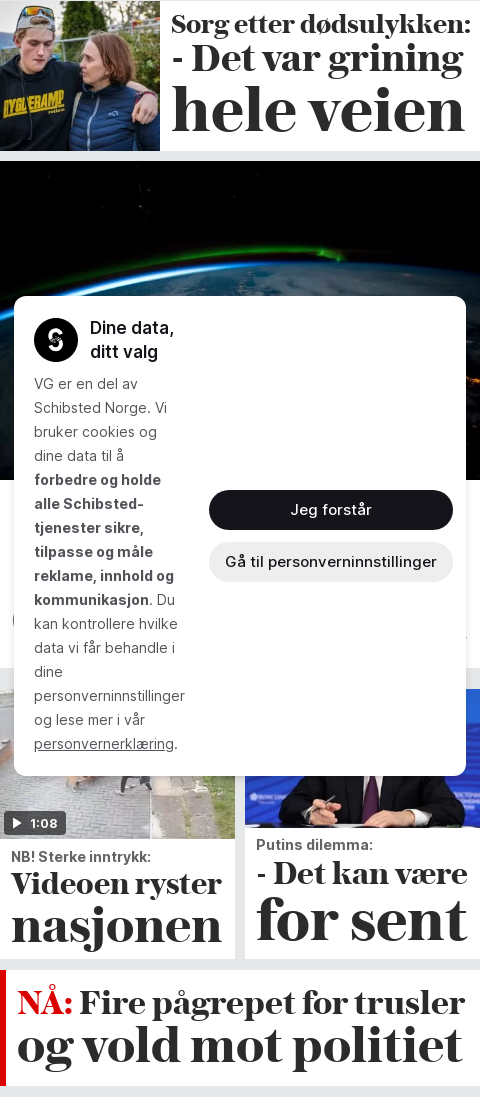 Sorg etter dødsulykken:
- Det var grining
hele veien
RYGLERAMP
Dine data,
ditt valg
VG er en del av
Schibsted Norge. Vi
bruker cookies og
dine data til å
forbedre og holde
alle Schibsted-
tjenester sikre,
tilpasse og måle
reklame, innhold og
kommunikasjon. Du
kan kontrollere hvilke
data vi får behandle i
dine
personverninnstillinger
og lese mer i vår
personvernerklæring.
Jeg forstår
Gå til personverninnstillinger
1:08
NB! Sterke inntrykk:
Videoen ryster
nasjonen
Putins dilemma:
- Det kan være
for sent
NÅ: Fire pågrepet for trusler
og vold mot politiet